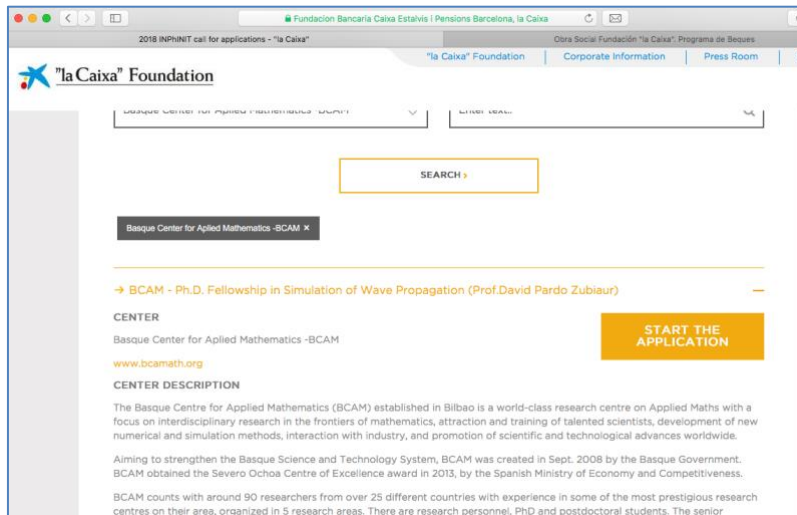 Fundacion Bancaria Caixa Estalvis i Pensions Barcelona, la Caixa
2018 INPhINIT call for applications - "la Caixa"
Obra Social Fundación "la Caixa". Programa de Beques
"la Caixa" Foundation
Corporate Information
Press Room
"la Caixa" Foundation
Basque Center for Aplied Mathematics -BCAM
Enter text..
SEARCH ›
Basque Center for Aplied Mathematics -BCAM ×
→ BCAM - Ph.D. Fellowship in Simulation of Wave Propagation (Prof.David Pardo Zubiaur) —
CENTER
START THE
APPLICATION
Basque Center for Aplied Mathematics -BCAM
www.bcamath.org
CENTER DESCRIPTION
The Basque Centre for Applied Mathematics (BCAM) established in Bilbao is a world-class research centre on Applied Maths with a
focus on interdisciplinary research in the frontiers of mathematics, attraction and training of talented scientists, development of new
numerical and simulation methods, interaction with industry, and promotion of scientific and technological advances worldwide.
Aiming to strengthen the Basque Science and Technology System, BCAM was created in Sept. 2008 by the Basque Government.
BCAM obtained the Severo Ochoa Centre of Excellence award in 2013, by the Spanish Ministry of Economy and Competitiveness.
BCAM counts with around 90 researchers from over 25 different countries with experience in some of the most prestigious research
centres on their area, organized in 5 research areas. There are research personnel, PhD and postdoctoral students. The senior